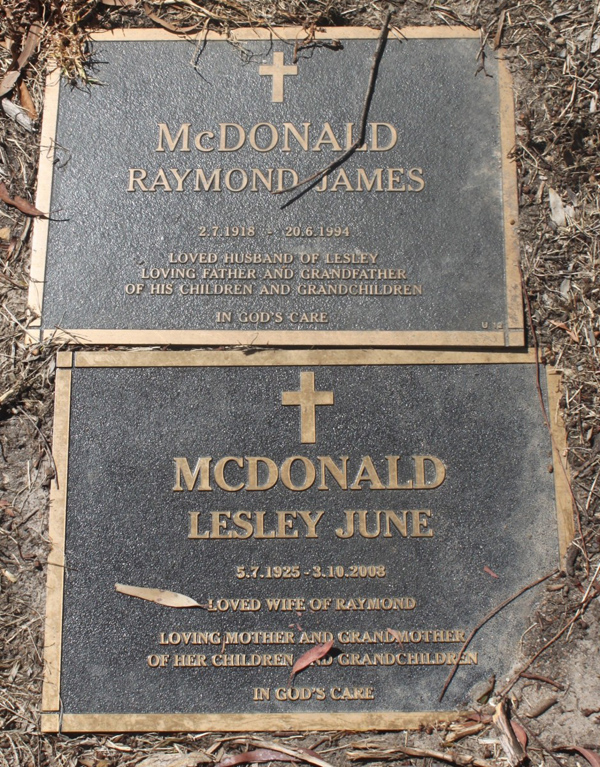 McDONALD
RAYMOND JAMES
2.7.1918 - 20.6.1994
LOVED HUSBAND OF LESLEY
LOVING FATHER AND GRANDFATHER
OF HIS CHILDREN AND GRANDCHILDREN
IN GOD'S CARE
MCDONALD
LESLEY JUNE
5.7.1925-3.10.2008
LOVED WIFE OF RAYMOND
LOVING MOTHER AND GRANDMOTHER
OF HER CHILDREN AND GRANDCHILDREN
IN GOD'S CARE